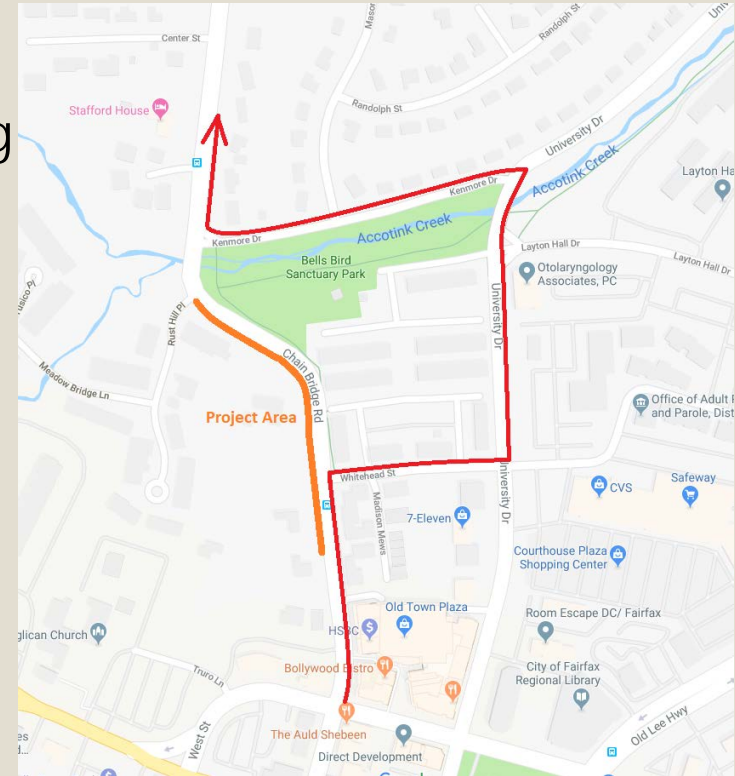 Center St
Mason
Randolph St
Randolph St
Stafford House
g
University Dr
Kenmore Dr
Accotink Creek
Layton Ha
Accotink Creek
Kenmore Dr
Layton Hall Dr
Layton Hall Dr
Bells Bird
Sanctuary Park
Otolaryngology
Associates, PC
University Dr
Rust Hill Pl
Chain Bridge Rd
Meadow Bridge Ln
Project Area
Office of Adult
and Parole, Dist
Whitehead St
University Dr
Safeway
CVS
Madison Mews
7-Eleven
Courthouse Plaza
Shopping Center
Old Town Plaza
Room Escape DC/ Fairfax
HSBC
glican Church
Bollywood Bistro
City of Fairfax
Regional Library
Truro Ln
West St
The Auld Shebeen
Old Lee Hwy
Direct Development